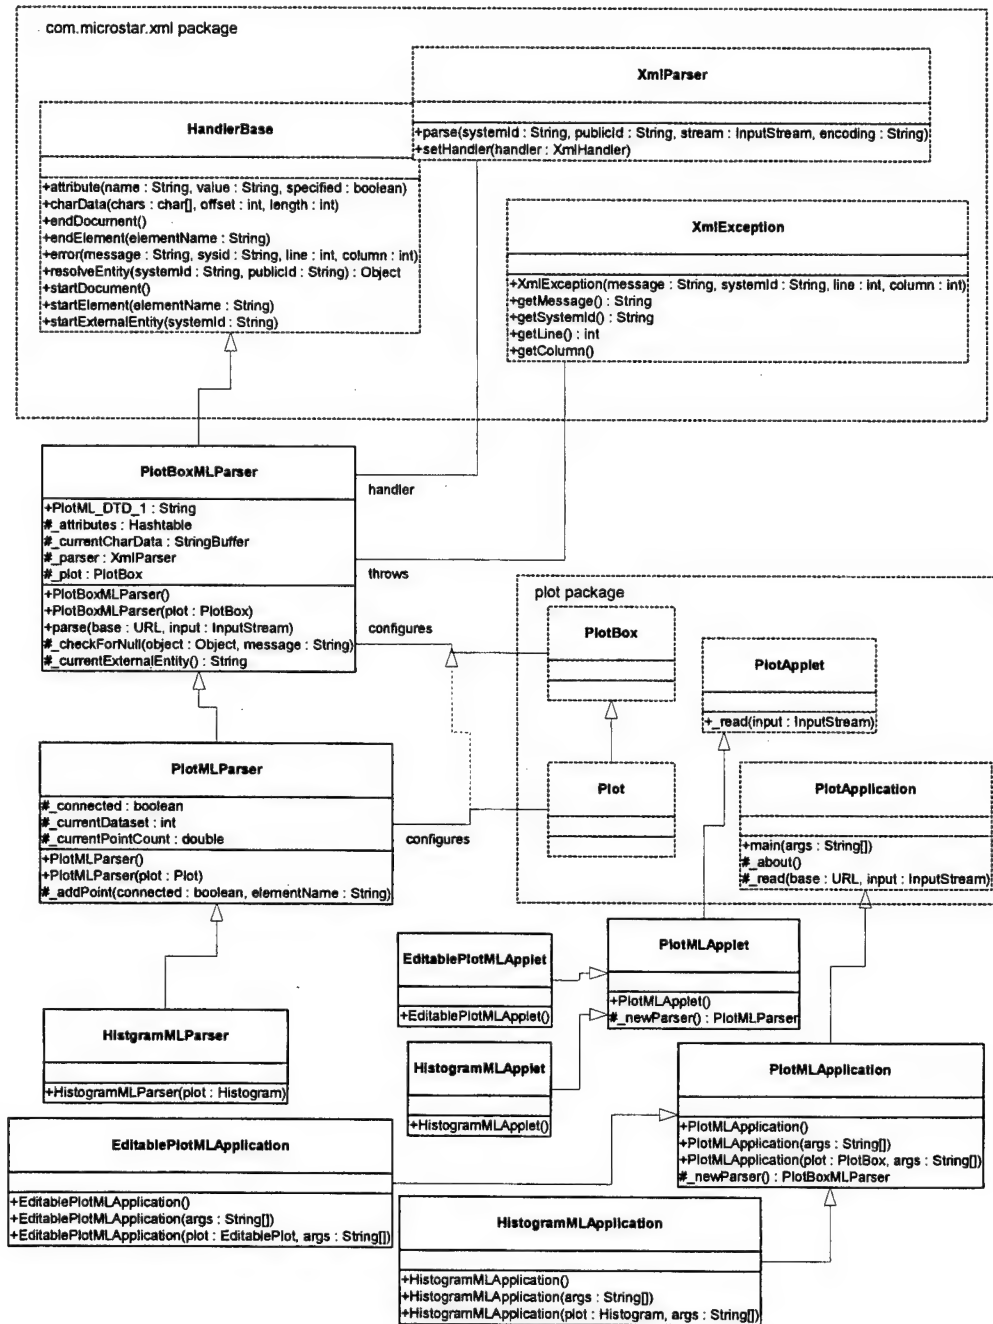 com.microstar.xml package
XmlParser
+parse(systemId : String, publicId : String, stream : InputStream, encoding : String)
+setHandler(handler : XmlHandler)
HandlerBase
+attribute(name : String, value : String, specified : boolean)
+charData(chars : char[], offset : int, length : int)
+endDocument()
+endElement(elementName : String)
+error(message : String, sysid : String, line : int, column : int)
+resolveEntity(systemId : String, publicId : String) : Object
+startDocument()
+startElement(elementName : String)
+startExternalEntity(systemId : String)
XmlException
+XmlException(message : String, systemId : String, line : int, column : int)
+getMessage() : String
+getSystemId() : String
+getLine() : int
+getColumn()
PlotBoxMLParser
+PlotML_DTD_1 : String
#_attributes : Hashtable
#_currentCharData : StringBuffer
#_parser : XmlParser
#_plot : PlotBox
+PlotBoxMLParser()
+PlotBoxMLParser(plot : PlotBox)
+parse(base : URL, input : InputStream)
#_checkForNull(object : Object, message : String)
#_currentExternalEntity() : String
handler
throws
configures
plot package
PlotBox
PlotApplet
+_read(input : InputStream)
Plot
PlotApplication
+main(args : String[])
#_about()
#_read(base : URL, input : InputStream)
PlotMLParser
#_connected : boolean
#_currentDataset : int
#_currentPointCount : double
+PlotMLParser()
+PlotMLParser(plot : Plot)
#_addPoint(connected : boolean, elementName : String)
configures
EditablePlotMLApplet
+EditablePlotMLApplet()
PlotMLApplet
+PlotMLApplet()
#_newParser() : PlotMLParser
HistgramMLParser
+HistogramMLParser(plot : Histogram)
HistogramMLApplet
+HistogramMLApplet()
PlotMLApplication
+PlotMLApplication()
+PlotMLApplication(args : String[])
+PlotMLApplication(plot : PlotBox, args : String[])
#_newParser() : PlotBoxMLParser
EditablePlotMLApplication
+EditablePlotMLApplication()
+EditablePlotMLApplication(args : String[])
+EditablePlotMLApplication(plot : EditablePlot, args : String[])
HistogramMLApplication
+HistogramMLApplication()
+HistogramMLApplication(args : String[])
+HistogramMLApplication(plot : Histogram, args : String[])